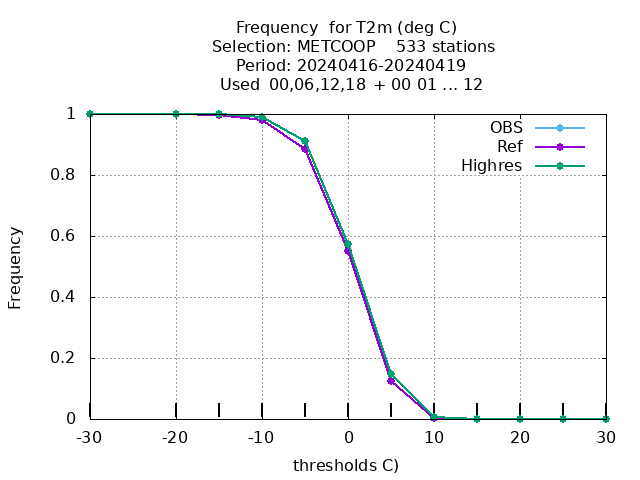 Frequency  for T2m (deg C)
Selection: METCOOP    533 stations
Period: 20240416-20240419
Used  00,06,12,18  + 00 01 ... 12
OBS
Ref
Highres
1
0.8
0.6
0.4
0.2
0
Frequency
-30 -20 -10 0 10 20 30
thresholds C)